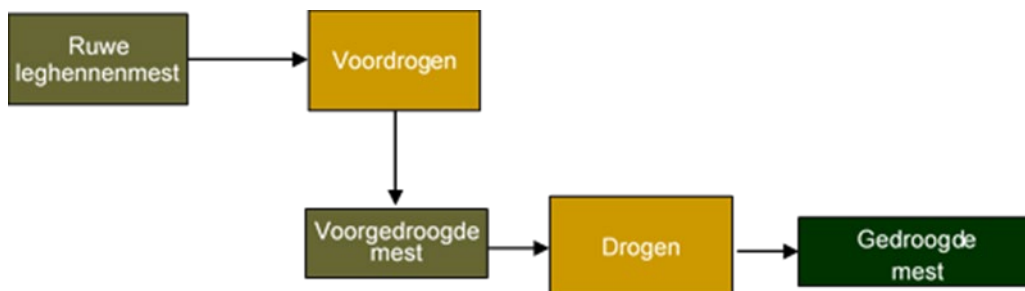 Ruwe
leghennenmest
Voordrogen
Voorgedroogde
mest
Drogen
Gedroogde
mest